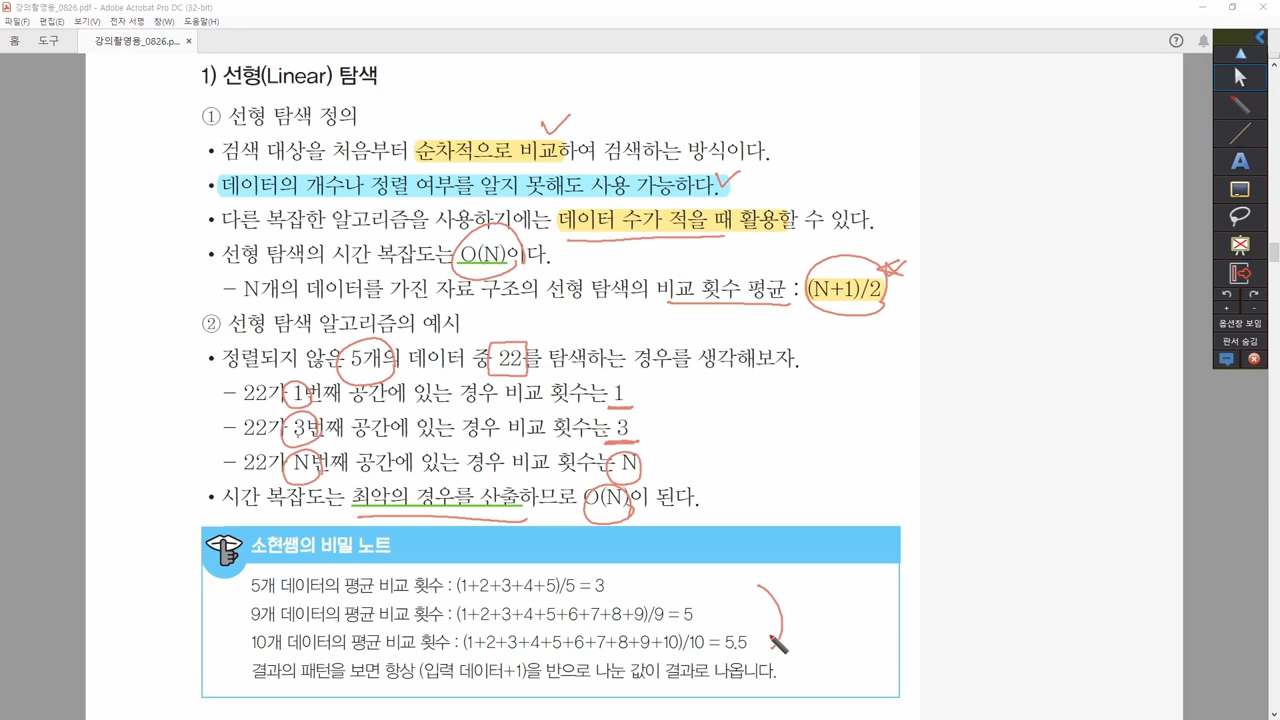 강의촬영용_0826.pdf - Adobe Acrobat Pro DC (32-bit)
파일(F) 편집(E) 보기(V) 전자 서명 창(W) 도움말(H)
홈 도구 강의촬영용_0826.p... ×
1) 선형(Linear) 탐색
① 선형 탐색 정의
• 검색 대상을 처음부터 순차적으로 비교하여 검색하는 방식이다.
• 데이터의 개수나 정렬 여부를 알지 못해도 사용 가능하다.
• 다른 복잡한 알고리즘을 사용하기에는 데이터 수가 적을 때 활용할 수 있다.
• 선형 탐색의 시간 복잡도는 O(N)이다.
– N개의 데이터를 가진 자료 구조의 선형 탐색의 비교 횟수 평균 : (N+1)/2
② 선형 탐색 알고리즘의 예시
• 정렬되지 않은 5개의 데이터 중 22를 탐색하는 경우를 생각해보자.
– 22가 1번째 공간에 있는 경우 비교 횟수는 1
– 22가 3번째 공간에 있는 경우 비교 횟수는 3
– 22가 N번째 공간에 있는 경우 비교 횟수는 N
• 시간 복잡도는 최악의 경우를 산출하므로 O(N)이 된다.
소현쌤의 비밀 노트
5개 데이터의 평균 비교 횟수 : (1+2+3+4+5)/5 = 3
9개 데이터의 평균 비교 횟수 : (1+2+3+4+5+6+7+8+9)/9 = 5
10개 데이터의 평균 비교 횟수 : (1+2+3+4+5+6+7+8+9+10)/10 = 5.5
결과의 패턴을 보면 항상 (입력 데이터+1)을 반으로 나눈 값이 결과로 나옵니다.
A
+ -
옵션창 보임
판서 숨김